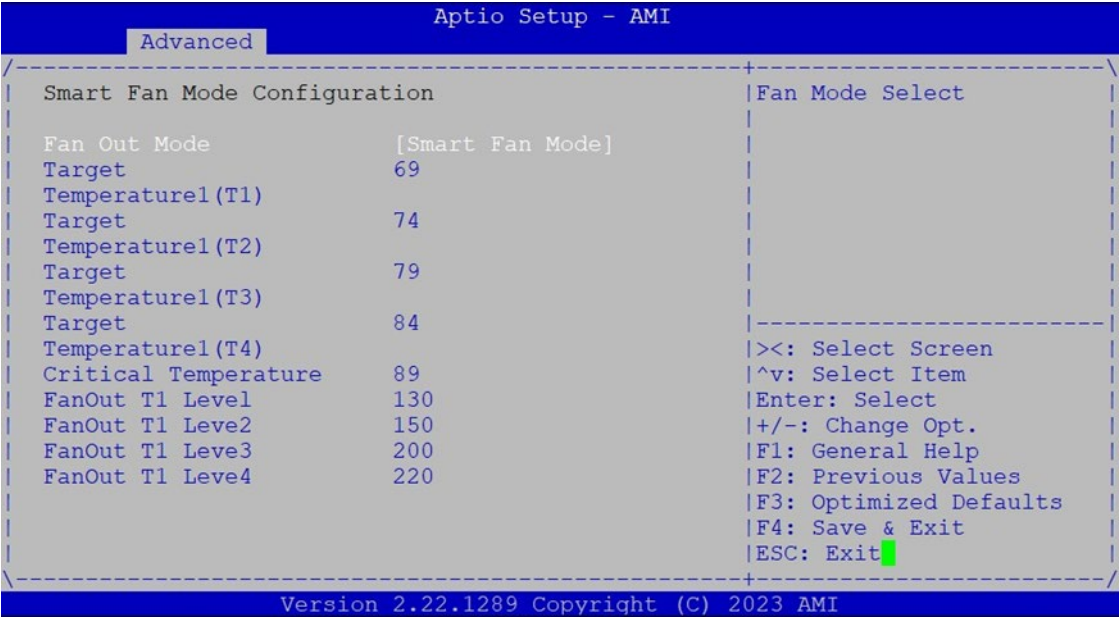 Aptio Setup - AMI
Advanced
Smart Fan Mode Configuration
Fan Out Mode [Smart Fan Mode]
Target 69
Temperature1(T1)
Target 74
Temperature1(T2)
Target 79
Temperature1(T3)
Target 84
Temperature1(T4)
Critical Temperature 89
FanOut T1 Level 130
FanOut T1 Leve2 150
FanOut T1 Leve3 200
FanOut T1 Leve4 220
Fan Mode Select
><: Select Screen
^v: Select Item
Enter: Select
+/-: Change Opt.
F1: General Help
F2: Previous Values
F3: Optimized Defaults
F4: Save & Exit
ESC: Exit
Version 2.22.1289 Copyright (C) 2023 AMI